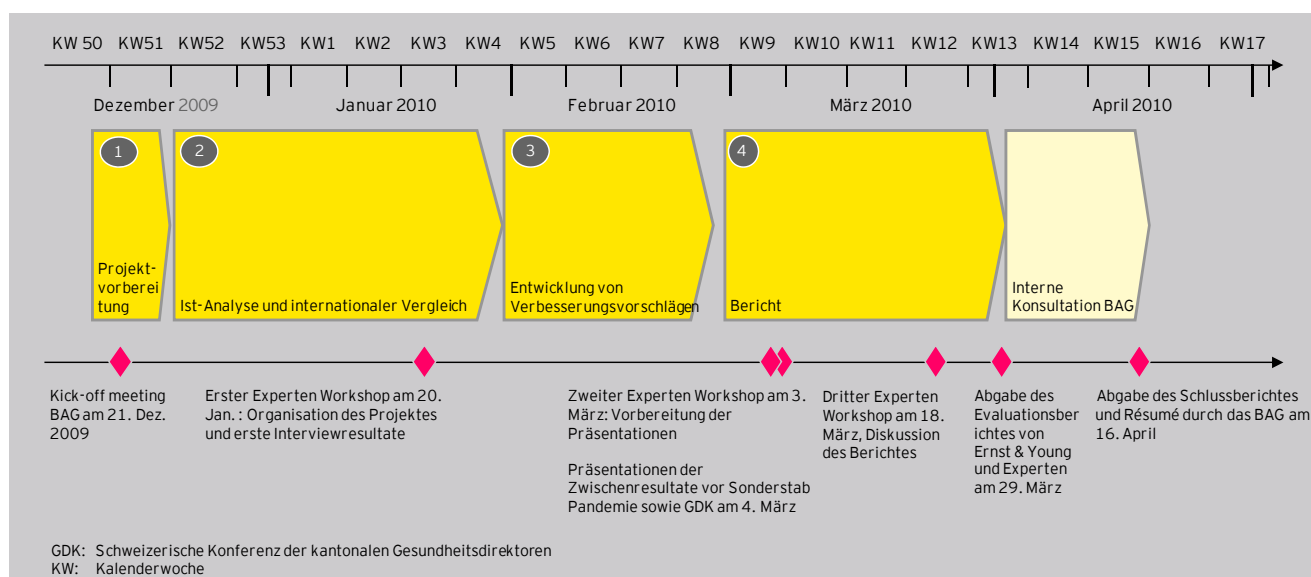 KW 50 KW51 KW52 KW53 KW1 KW2 KW3 KW4 KW5 KW6 KW7 KW8 KW9 KW10 KW11 KW12 KW13 KW14 KW15 KW16 KW17
Dezember 2009 Januar 2010 Februar 2010 März 2010 April 2010
1
Projekt-
vorberei
tung
2
Ist-Analyse und internationaler Vergleich
3
Entwicklung von
Verbesserungsvorschlägen
4
Bericht
Interne
Konsultation BAG
Kick-off meeting
BAG am 21. Dez.
2009
Erster Experten Workshop am 20.
Jan. : Organisation des Projektes
und erste Interviewresultate
Zweiter Experten Workshop am 3.
März: Vorbereitung der
Präsentationen
Präsentationen der
Zwischenresultate vor Sonderstab
Pandemie sowie GDK am 4. März
Dritter Experten
Workshop am 18.
März, Diskussion
des Berichtes
Abgabe des
Evaluationsber
ichtes von
Ernst & Young
und Experten
am 29. März
Abgabe des Schlussberichtes
und Résumé durch das BAG am
16. April
GDK: Schweizerische Konferenz der kantonalen Gesundheitsdirektoren
KW: Kalenderwoche